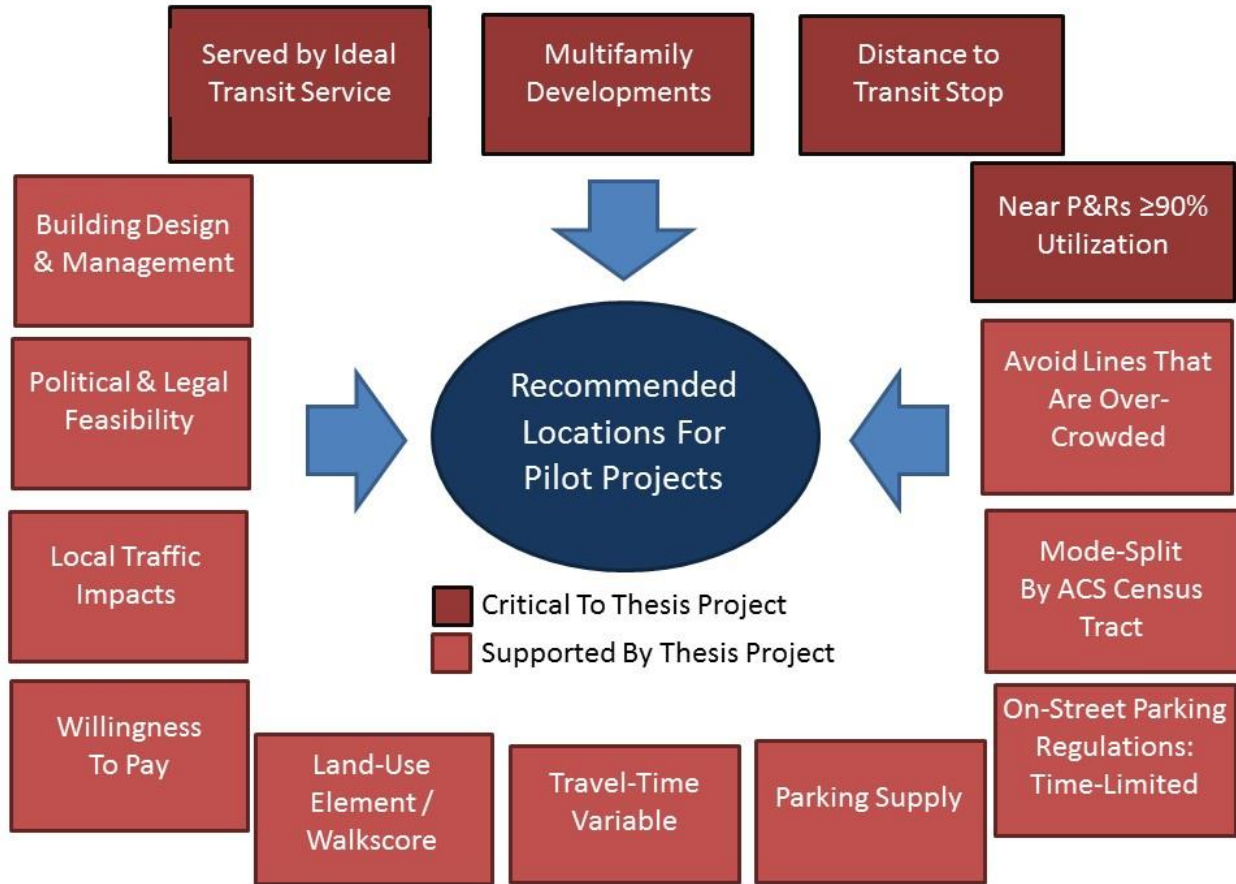 Served by Ideal
Transit Service
Multifamily
Developments
Distance to
Transit Stop
Building Design
& Management
Near P&Rs ≥90%
Utilization
Political & Legal
Feasibility
Recommended
Locations For
Pilot Projects
Avoid Lines That
Are Over-
Crowded
Local Traffic
Impacts
Critical To Thesis Project
Supported By Thesis Project
Mode-Split
By ACS Census
Tract
Willingness
To Pay
Land-Use
Element /
Walkscore
Travel-Time
Variable
Parking Supply
On-Street Parking
Regulations:
Time-Limited